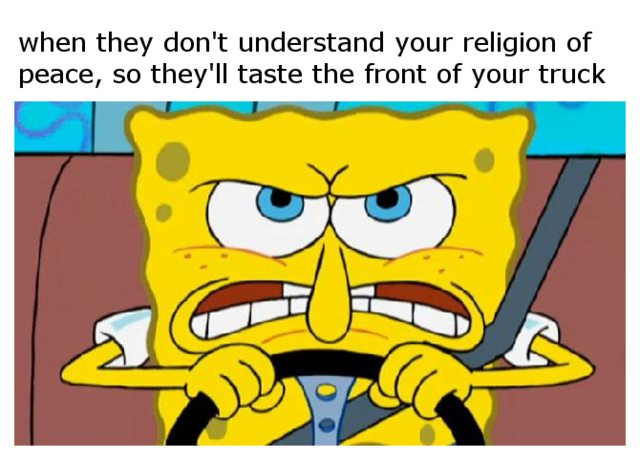 when they don't understand your religion of
peace, so they'll taste the front of your truck